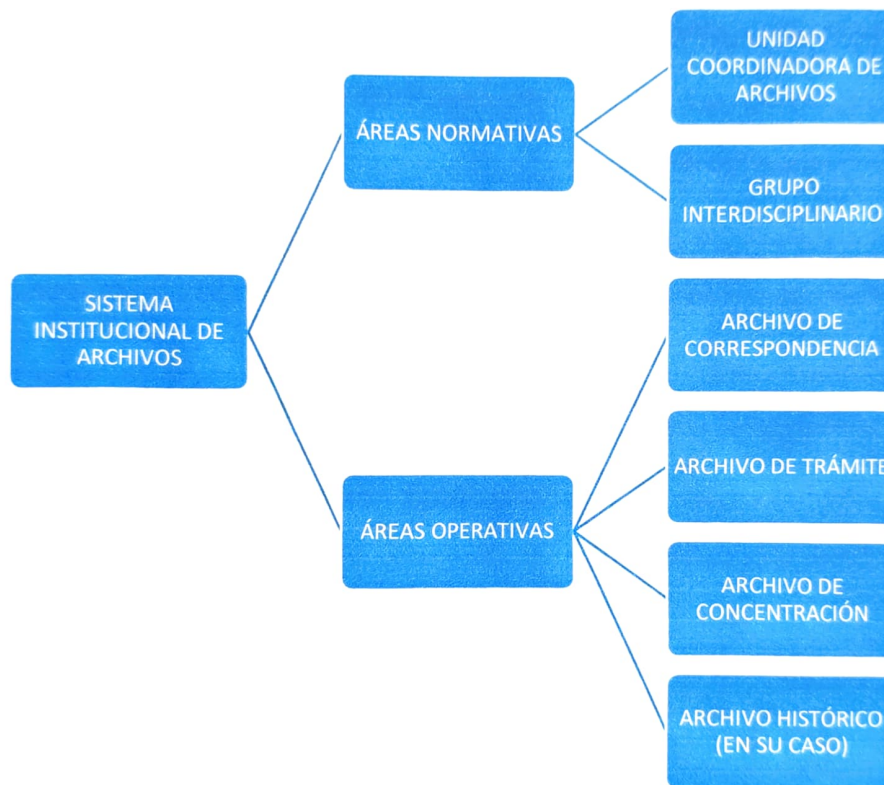 UNIDAD
COORDINADORA DE
ARCHIVOS
ÁREAS NORMATIVAS
GRUPO
INTERDISCIPLINARIO
SISTEMA
INSTITUCIONAL DE
ARCHIVOS
ARCHIVO DE
CORRESPONDENCIA
ARCHIVO DE TRÁMITE
ÁREAS OPERATIVAS
ARCHIVO DE
CONCENTRACIÓN
ARCHIVO HISTÓRICO
(EN SU CASO)